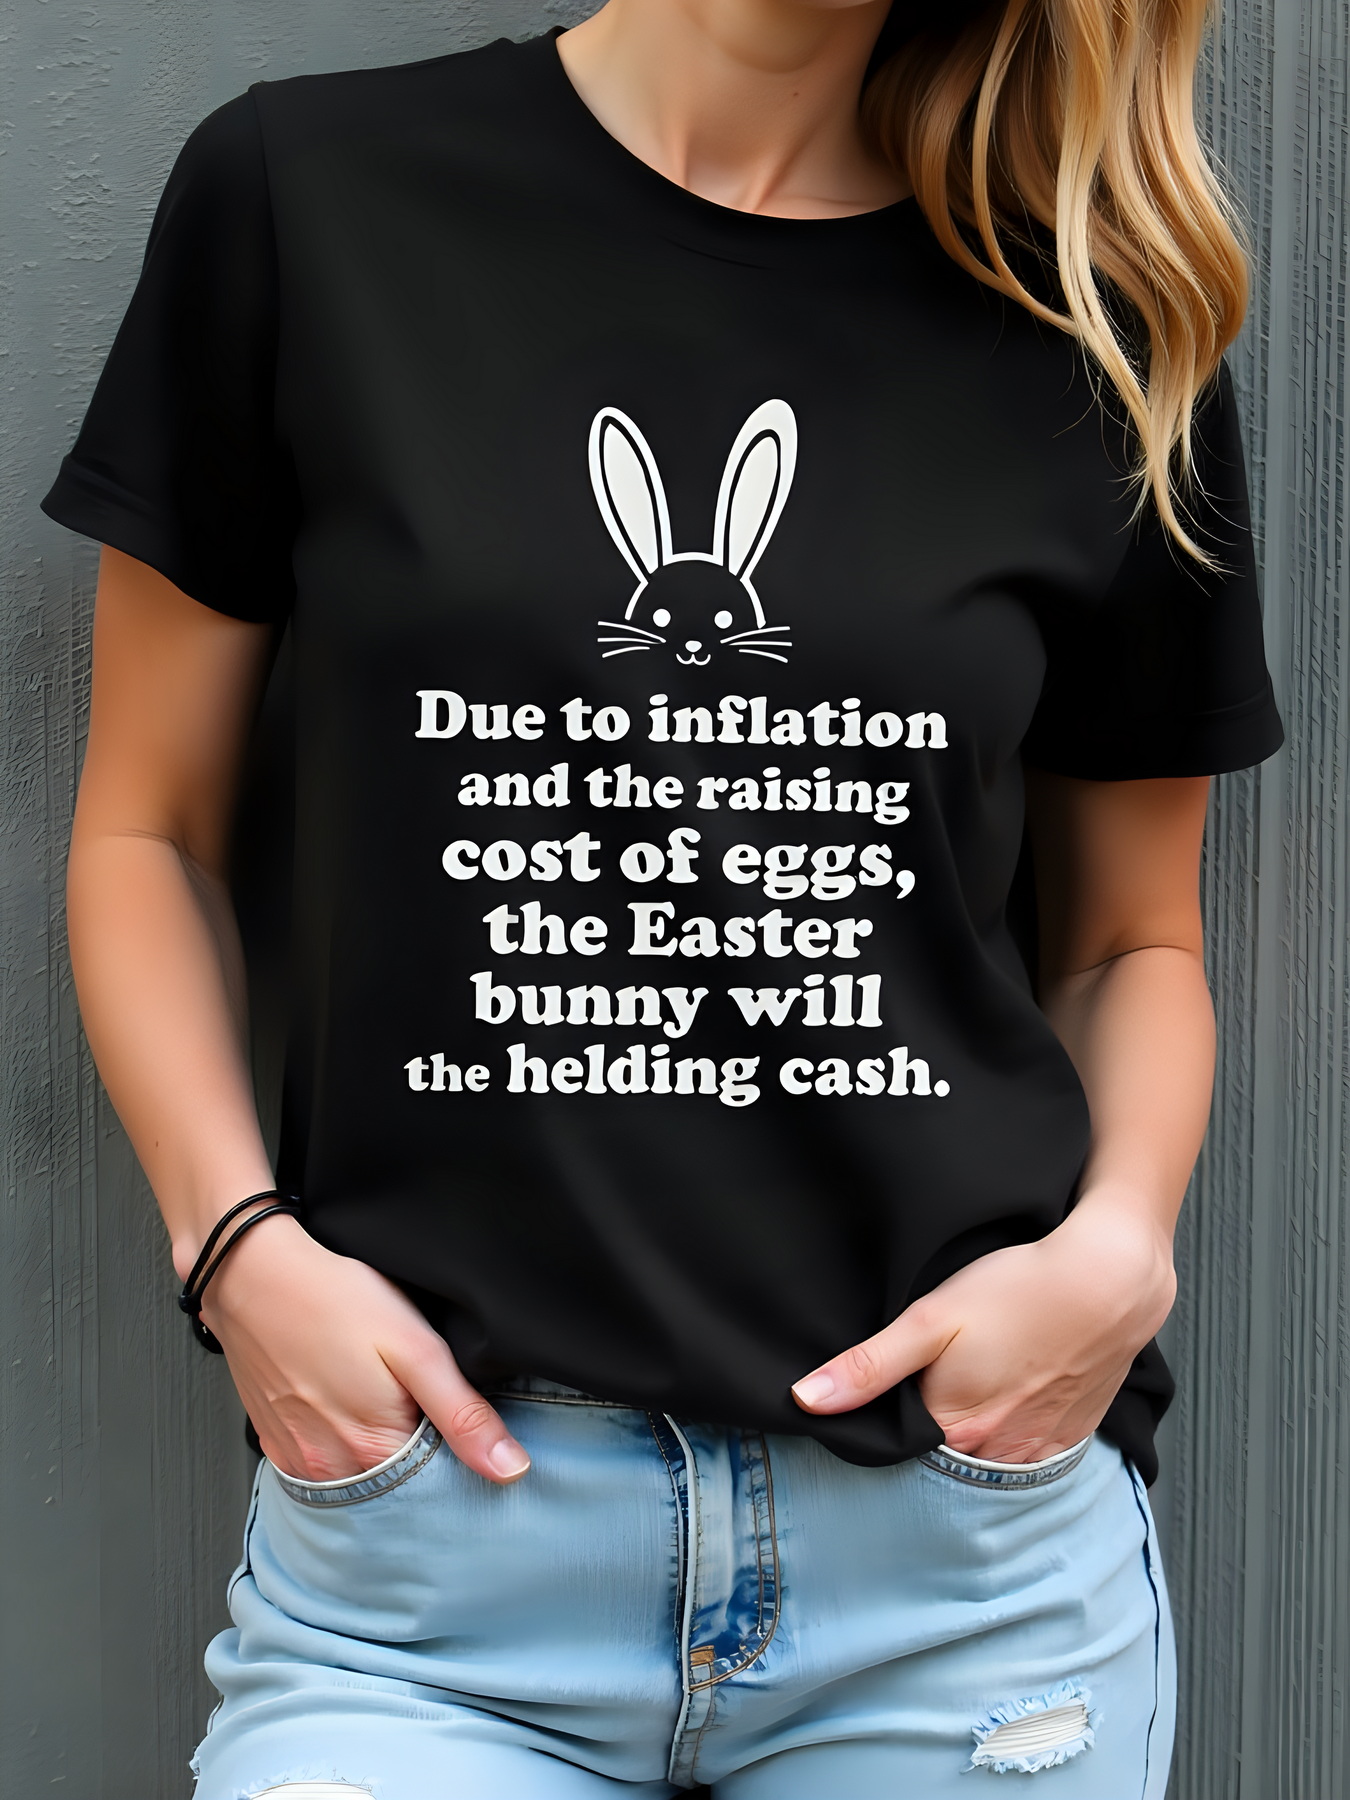 Due to inflation
and the raising
cost of eggs,
the Easter
bunny will
the helding cash.